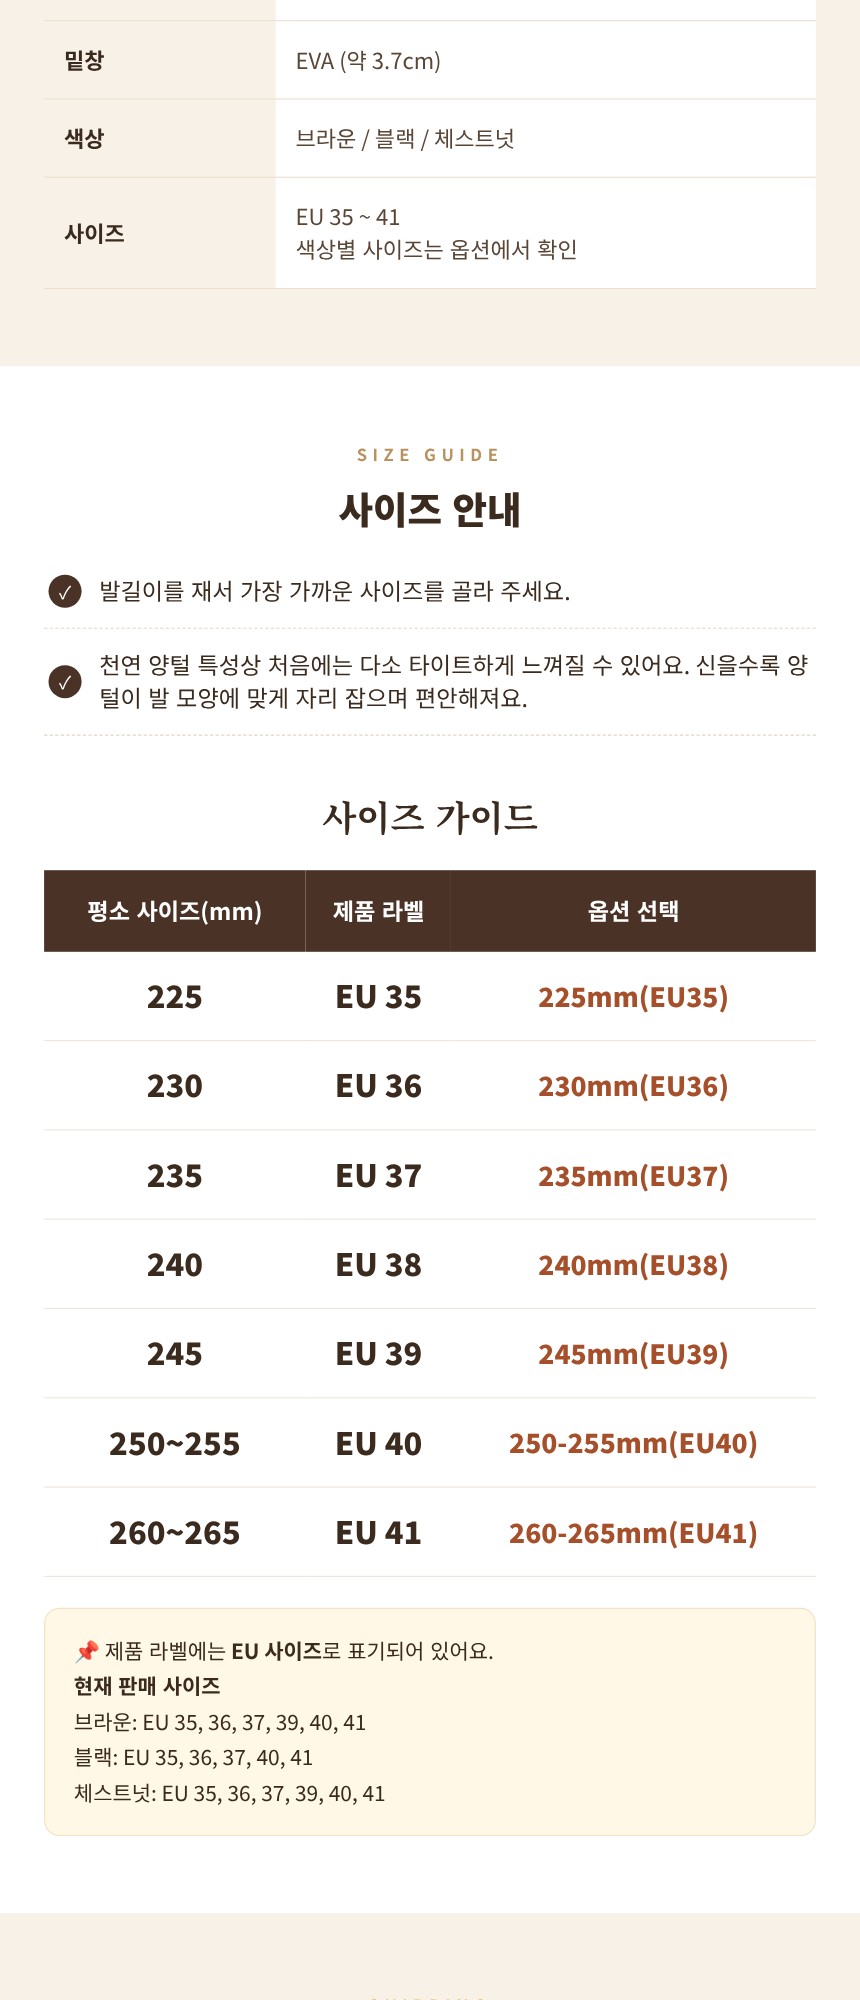 밑창
EVA (약 3.7cm)
색상
브라운 / 블랙 / 체스트넛
사이즈
EU 35 ~ 41
색상별 사이즈는 옵션에서 확인
SIZE GUIDE
사이즈 안내
발길이를 재서 가장 가까운 사이즈를 골라 주세요.
천연 양털 특성상 처음에는 다소 타이트하게 느껴질 수 있어요. 신을수록 양
털이 발 모양에 맞게 자리 잡으며 편안해져요.
사이즈 가이드
평소 사이즈(mm) 제품 라벨 옵션 선택
225 EU 35 225mm(EU35)
230 EU 36 230mm(EU36)
235 EU 37 235mm(EU37)
240 EU 38 240mm(EU38)
245 EU 39 245mm(EU39)
250~255 EU 40 250-255mm(EU40)
260~265 EU 41 260-265mm(EU41)
📌 제품 라벨에는 EU 사이즈로 표기되어 있어요.
현재 판매 사이즈
브라운: EU 35, 36, 37, 39, 40, 41
블랙: EU 35, 36, 37, 40, 41
체스트넛: EU 35, 36, 37, 39, 40, 41